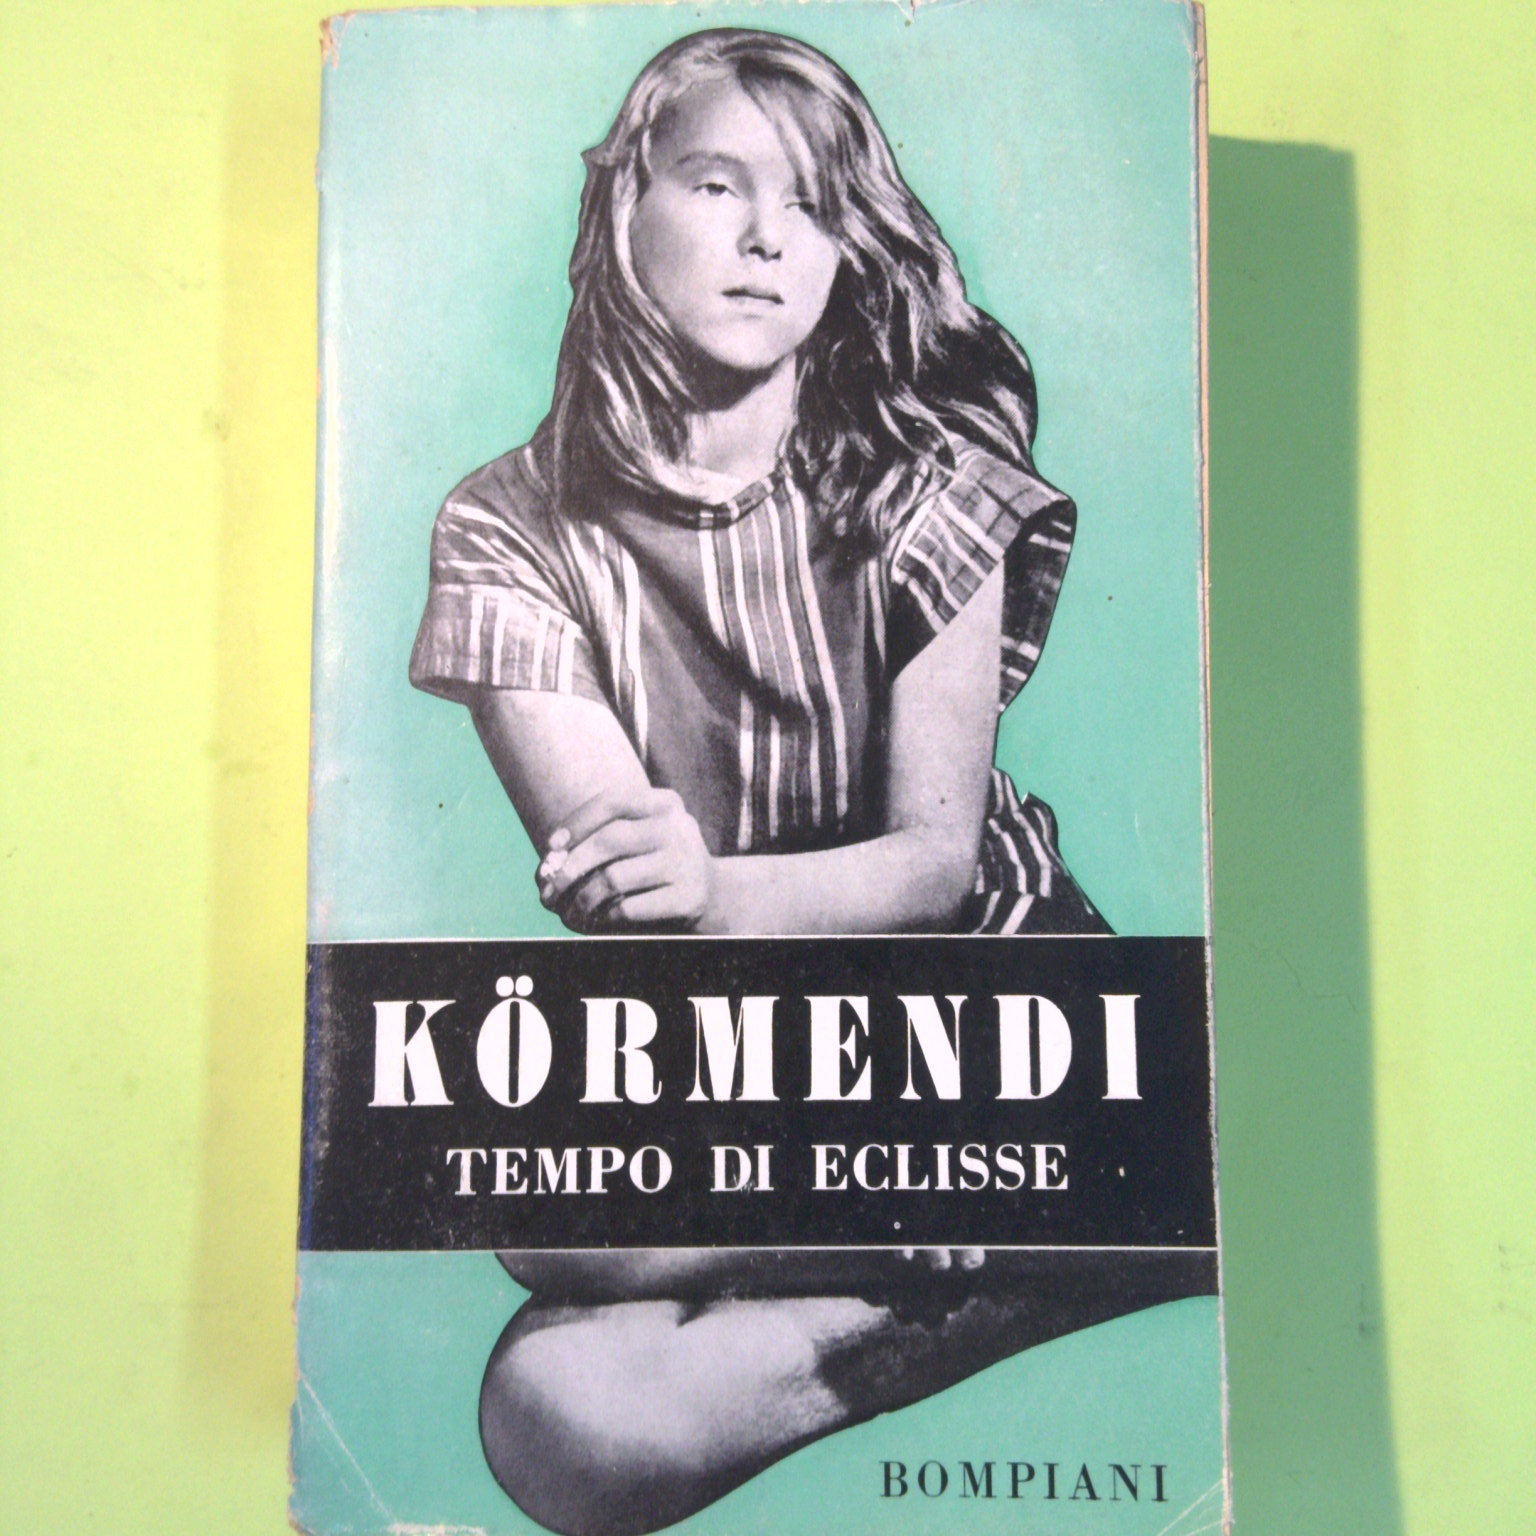 KÖRMENDI
TEMPO DI ECLISSE
BOMPIANI